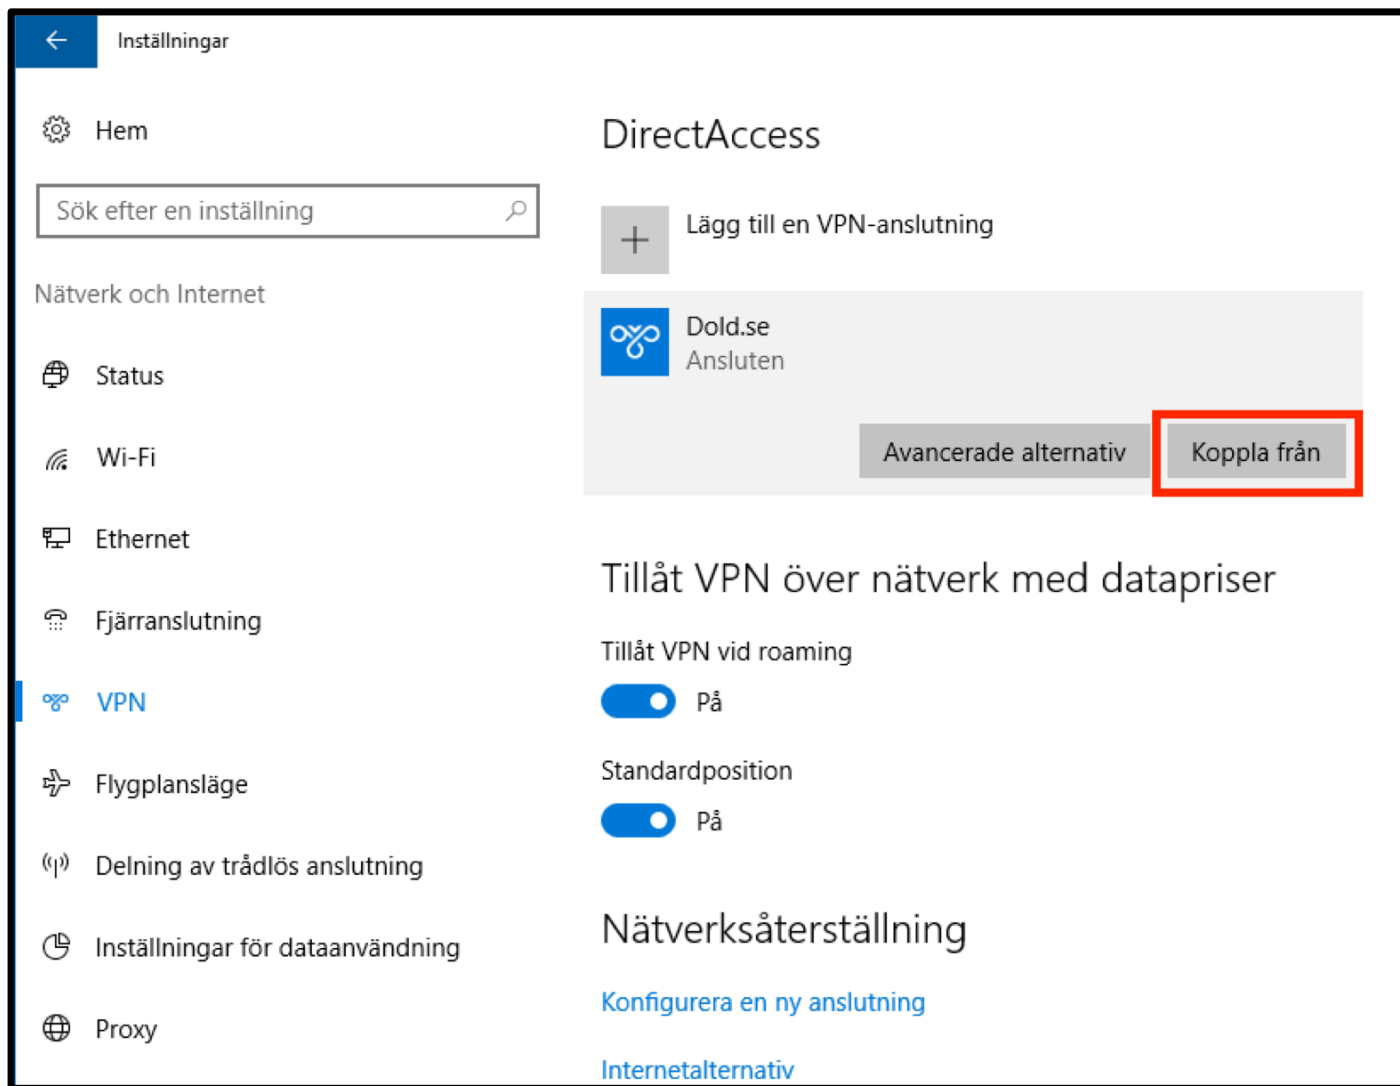 Inställningar
Hem
Sök efter en inställning
Nätverk och Internet
Status
Wi-Fi
Ethernet
Fjärranslutning
VPN
Flygplansläge
Delning av trådlös anslutning
Inställningar för dataanvändning
Proxy
DirectAccess
Lägg till en VPN-anslutning
Dold.se
Ansluten
Avancerade alternativ
Koppla från
Tillåt VPN över nätverk med datapriser
Tillåt VPN vid roaming
På
Standardposition
På
Nätverksåterställning
Konfigurera en ny anslutning
Internetalternativ